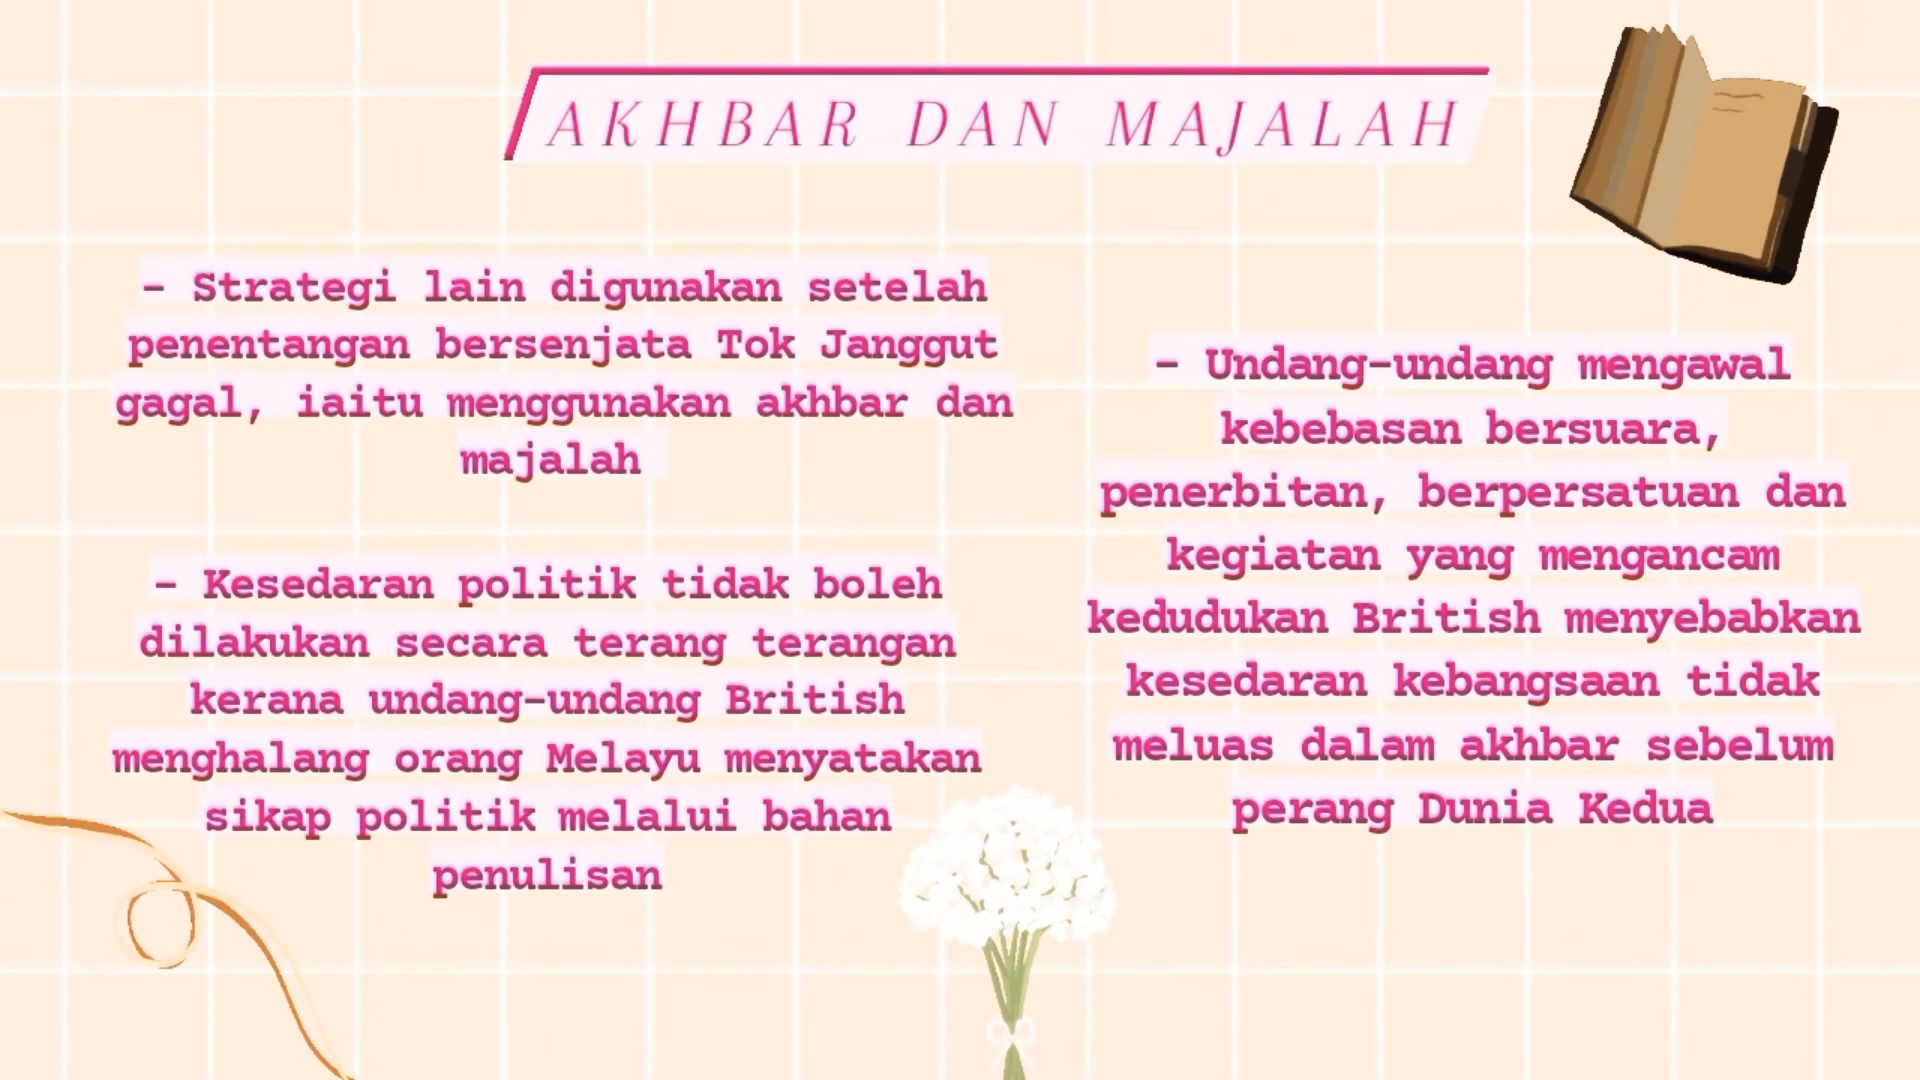 AKHBAR DAN MAJALAH
- Strategi lain digunakan setelah
penentangan bersenjata Tok Janggut
gagal, iaitu menggunakan akhbar dan
majalah
- Kesedaran politik tidak boleh
dilakukan secara terang terangan
kerana undang-undang British
menghalang orang Melayu menyatakan
sikap politik melalui bahan
penulisan
- Undang-undang mengawal
kebebasan bersuara,
penerbitan, berpersatuan dan
kegiatan yang mengancam
kedudukan British menyebabkan
kesedaran kebangsaan tidak
meluas dalam akhbar sebelum
perang Dunia Kedua